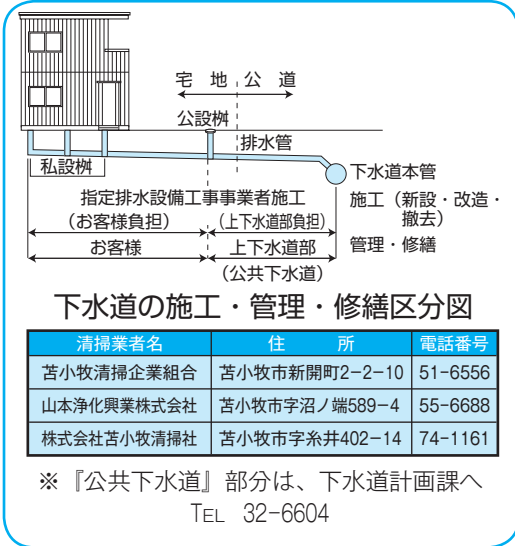 宅 地 公 道
公設桝
排水管
私設桝
下水道本管
指定排水設備工事事業者施工
施工(新設・改造・
撤去)
(お客様負担)
(上下水道部負担)
お客様
上下水道部
管理・修繕
(公共下水道)
下水道の施工・管理・修繕区分図
清掃業者名 住 所 電話番号
苫小牧清掃企業組合 苫小牧市新開町2−2−10 51-6556
山本浄化興業株式会社 苫小牧市字沼ノ端589−4 55-6688
株式会社苫小牧清掃社 苫小牧市字糸井402−14 74-1161
※『公共下水道』部分は、下水道計画課へ
TEL 32-6604